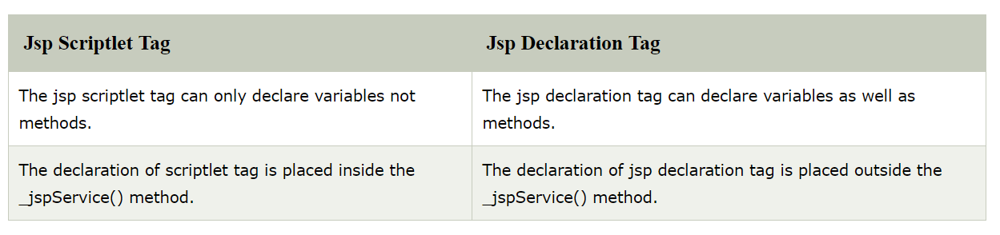 Jsp Scriptlet Tag
Jsp Declaration Tag
The jsp scriptlet tag can only declare variables not
methods.
The jsp declaration tag can declare variables as well as
methods.
The declaration of scriptlet tag is placed inside the
_jspService() method.
The declaration of jsp declaration tag is placed outside the
_jspService() method.